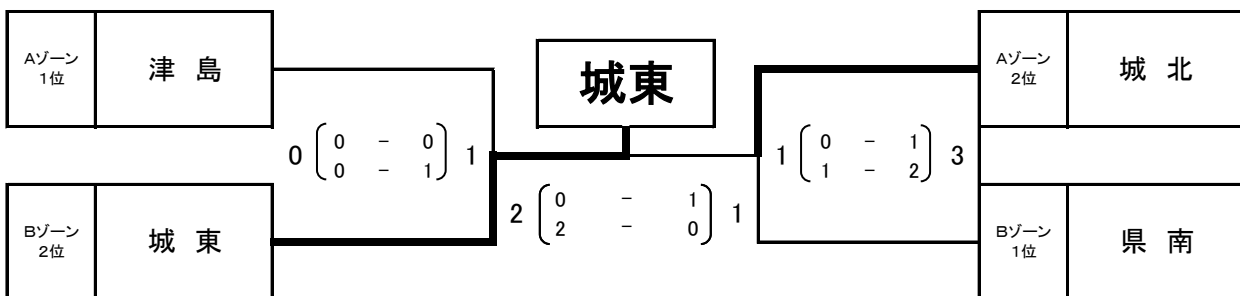 Aゾーン
1位
津 島
城東
Aゾーン
2位
城 北
0 0 - 0 1
0 - 1
1 0 - 1 3
1 - 2
Bゾーン
2位
城 東
2 0 - 1 1
2 - 0
Bゾーン
1位
県 南